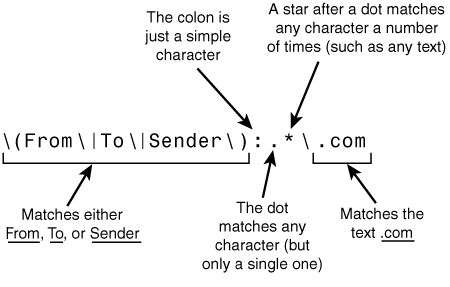 The colon is
just a simple
character
A star after a dot matches
any character a number
of times (such as any text)
\(From\|To\|Sender\):.*\.com
Matches either
From, To, or Sender
The dot
matches any
character (but
only a single one)
Matches the
text .com